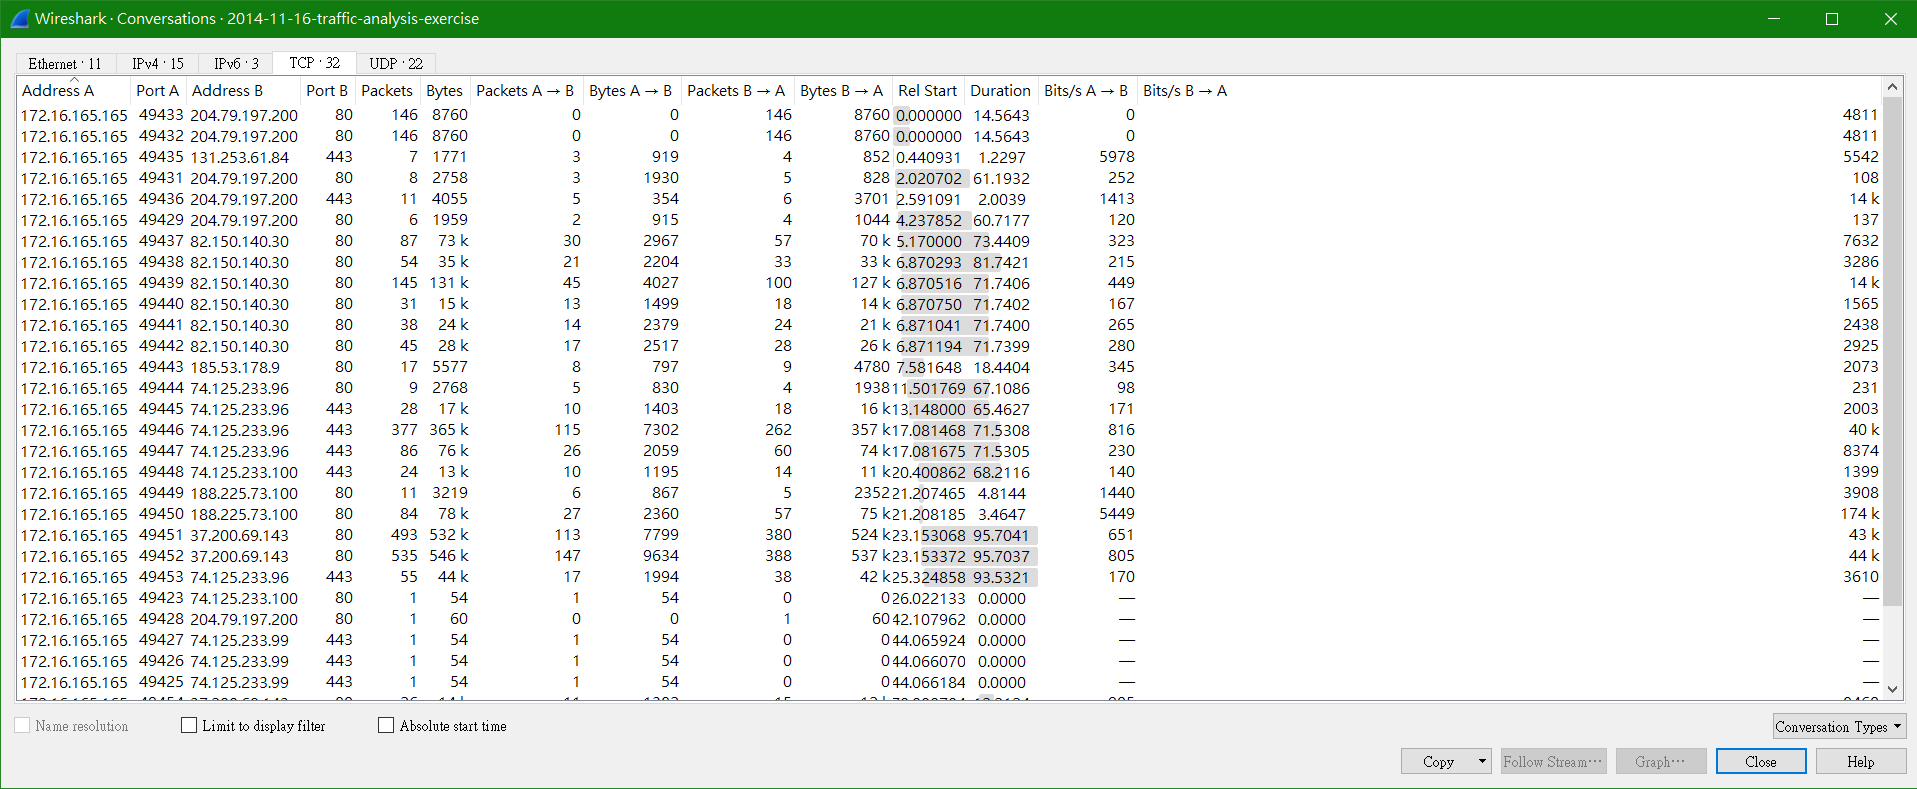 Wireshark · Conversations · 2014-11-16-traffic-analysis-exercise
Ethernet · 11 IPv4 · 15 IPv6 · 3 TCP · 32 UDP · 22
Address A Port A Address B Port B Packets Bytes Packets A → B Bytes A → B Packets B → A Bytes B → A Rel Start Duration Bits/s A → B Bits/s B → A
172.16.165.165 49433 204.79.197.200 80 146 8760 0 0 146 8760 0.000000 14.5643 0 4811
172.16.165.165 49432 204.79.197.200 80 146 8760 0 0 146 8760 0.000000 14.5643 0 4811
172.16.165.165 49435 131.253.61.84 443 7 1771 3 919 4 852 0.440931 1.2297 5978 5542
172.16.165.165 49431 204.79.197.200 80 8 2758 3 1930 5 828 2.020702 61.1932 252 108
172.16.165.165 49436 204.79.197.200 443 11 4055 5 354 6 3701 2.591091 2.0039 1413 14 k
172.16.165.165 49429 204.79.197.200 80 6 1959 2 915 4 1044 4.237852 60.7177 120 137
172.16.165.165 49437 82.150.140.30 80 87 73 k 30 2967 57 70 k 5.170000 73.4409 323 7632
172.16.165.165 49438 82.150.140.30 80 54 35 k 21 2204 33 33 k 6.870293 81.7421 215 3286
172.16.165.165 49439 82.150.140.30 80 145 131 k 45 4027 100 127 k 6.870516 71.7406 449 14 k
172.16.165.165 49440 82.150.140.30 80 31 15 k 13 1499 18 14 k 6.870750 71.7402 167 1565
172.16.165.165 49441 82.150.140.30 80 38 24 k 14 2379 24 21 k 6.871041 71.7400 265 2438
172.16.165.165 49442 82.150.140.30 80 45 28 k 17 2517 28 26 k 6.871194 71.7399 280 2925
172.16.165.165 49443 185.53.178.9 80 17 5577 8 797 9 4780 7.581648 18.4404 345 2073
172.16.165.165 49444 74.125.233.96 80 9 2768 5 830 4 1938 11.501769 67.1086 98 231
172.16.165.165 49445 74.125.233.96 443 28 17 k 10 1403 18 16 k 13.148000 65.4627 171 2003
172.16.165.165 49446 74.125.233.96 443 377 365 k 115 7302 262 357 k 17.081468 71.5308 816 40 k
172.16.165.165 49447 74.125.233.96 443 86 76 k 26 2059 60 74 k 17.081675 71.5305 230 8374
172.16.165.165 49448 74.125.233.100 443 24 13 k 10 1195 14 11 k 20.400862 68.2116 140 1399
172.16.165.165 49449 188.225.73.100 80 11 3219 6 867 5 2352 21.207465 4.8144 1440 3908
172.16.165.165 49450 188.225.73.100 80 84 78 k 27 2360 57 75 k 21.208185 3.4647 5449 174 k
172.16.165.165 49451 37.200.69.143 80 493 532 k 113 7799 380 524 k 23.153068 95.7041 651 43 k
172.16.165.165 49452 37.200.69.143 80 535 546 k 147 9634 388 537 k 23.153372 95.7037 805 44 k
172.16.165.165 49453 74.125.233.96 443 55 44 k 17 1994 38 42 k 25.324858 93.5321 170 3610
172.16.165.165 49423 74.125.233.100 80 1 54 1 54 0 0 26.022133 0.0000 — —
172.16.165.165 49428 204.79.197.200 80 1 60 0 0 1 60 42.107962 0.0000 — —
172.16.165.165 49427 74.125.233.99 443 1 54 1 54 0 0 44.065924 0.0000 — —
172.16.165.165 49426 74.125.233.99 443 1 54 1 54 0 0 44.066070 0.0000 — —
172.16.165.165 49425 74.125.233.99 443 1 54 1 54 0 0 44.066184 0.0000 — —
Name resolution Limit to display filter Absolute start time Conversation Types
Copy Follow Stream… Graph… Close Help